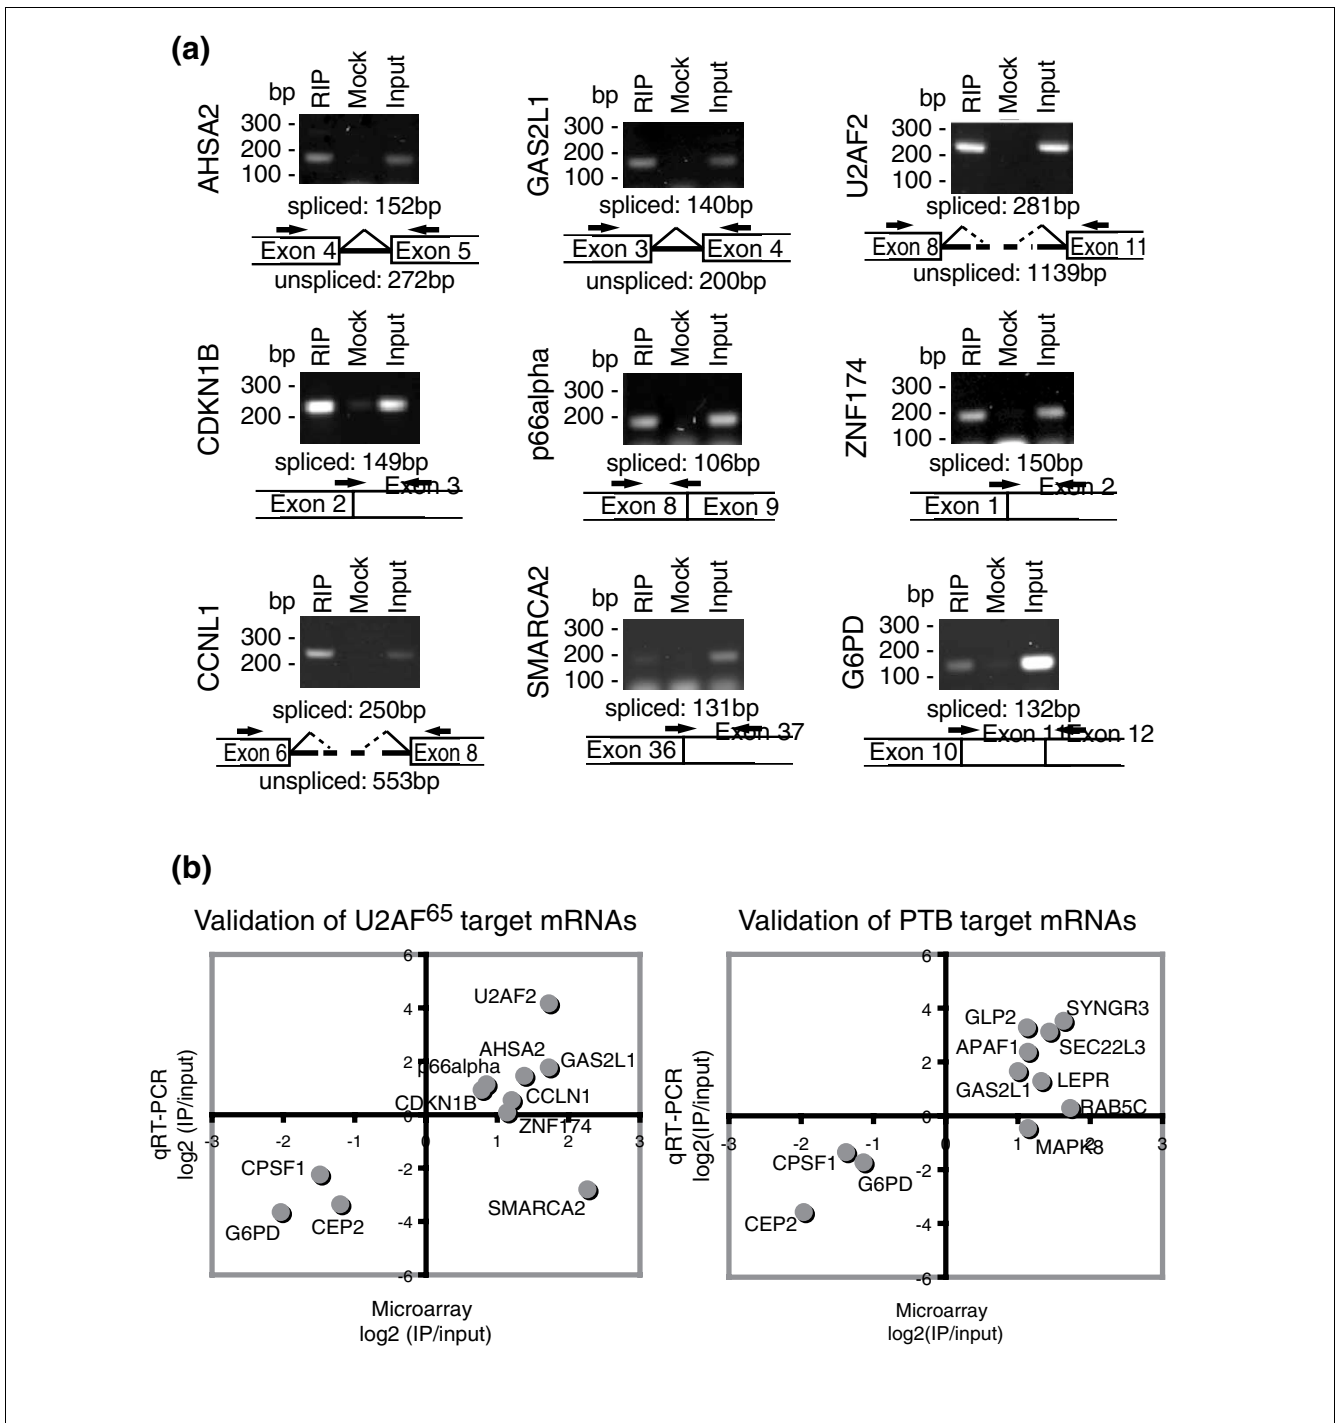 (a)
AHSA2
bp RIP Mock Input
300 -
200 -
100 -
spliced: 152bp
Exon 4 Exon 5
unspliced: 272bp
GAS2L1
bp RIP Mock Input
300 -
200 -
100 -
spliced: 140bp
Exon 3 Exon 4
unspliced: 200bp
U2AF2
bp RIP Mock Input
300 -
200 -
100 -
spliced: 281bp
Exon 8 Exon 11
unspliced: 1139bp
CDKN1B
bp RIP Mock Input
300 -
200 -
spliced: 149bp
Exon 3
Exon 2
p66alpha
bp RIP Mock Input
300 -
200 -
spliced: 106bp
Exon 8 Exon 9
ZNF174
bp RIP Mock Input
300 -
200 -
100 -
spliced: 150bp
Exon 2
Exon 1
CCNL1
bp RIP Mock Input
300 -
200 -
spliced: 250bp
Exon 6 Exon 8
unspliced: 553bp
SMARCA2
bp RIP Mock Input
300 -
200 -
100 -
spliced: 131bp
Exon 37
Exon 36
G6PD
bp RIP Mock Input
300 -
200 -
100 -
spliced: 132bp
Exon 11 Exon 12
Exon 10
(b)
Validation of U2AF65 target mRNAs
6
U2AF2
4
AHSA2
2
GAS2L1
p66alpha
CDKN1B
CCLN1
0
ZNF174
-3 -2 -1 0 1 2 3
CPSF1
-2
SMARCA2
G6PD
CEP2
-4
-6
qRT-PCR
log2 (IP/input)
Microarray
log2 (IP/input)
Validation of PTB target mRNAs
6
4
SYNGR3
GLP2
APAF1
SEC22L3
2
LEPR
GAS2L1
RAB5C
0
-3 -2 -1 0 1 2 3
MAPK8
CPSF1
-2
G6PD
CEP2
-4
-6
qRT-PCR
log2(IP/input)
Microarray
log2(IP/input)